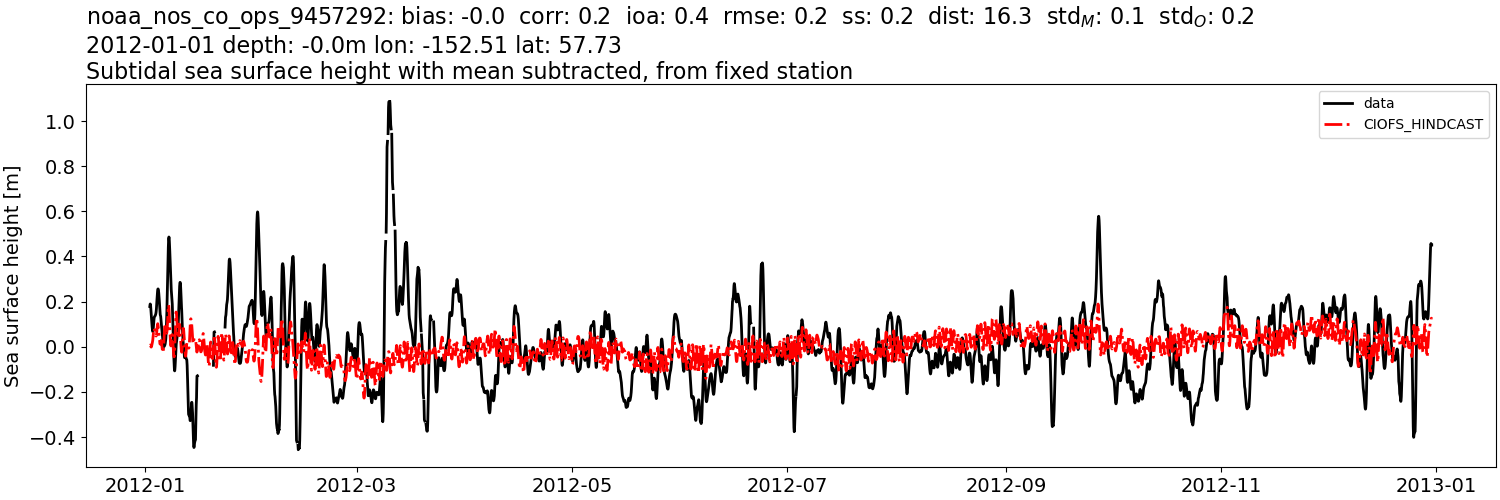 noaa_nos_co_ops_9457292: bias: -0.0 corr: 0.2 ioa: 0.4 rmse: 0.2 ss: 0.2 dist: 16.3 std_M: 0.1 std_O: 0.2
2012-01-01 depth: -0.0m lon: -152.51 lat: 57.73
Subtidal sea surface height with mean subtracted, from fixed station
data
CIOFS_HINDCAST
Sea surface height [m]
1.0
0.8
0.6
0.4
0.2
0.0
−0.2
−0.4
2012-01 2012-03 2012-05 2012-07 2012-09 2012-11 2013-01